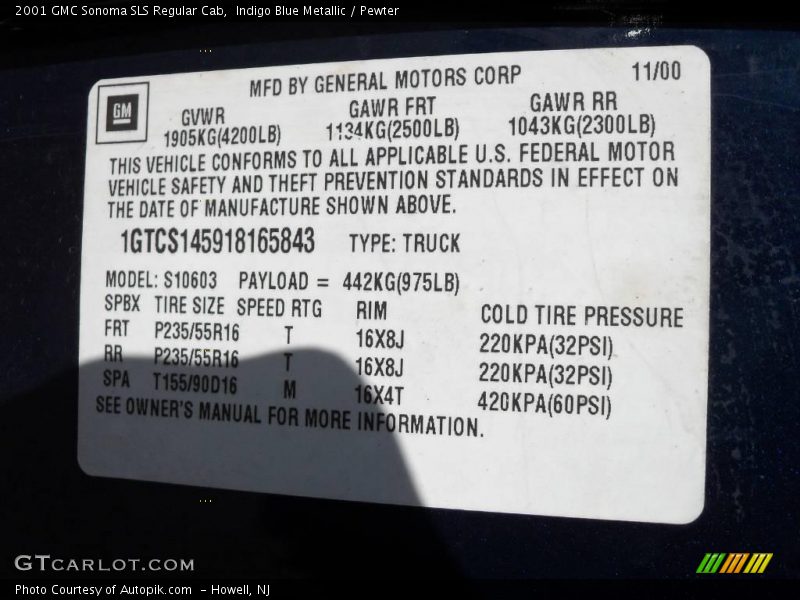 2001 GMC Sonoma SLS Regular Cab,  Indigo Blue Metallic / Pewter
GM
MFD BY GENERAL MOTORS CORP 11/00
GVWR GAWR FRT GAWR RR
1905KG(4200LB) 1134KG(2500LB) 1043KG(2300LB)
THIS VEHICLE CONFORMS TO ALL APPLICABLE U.S. FEDERAL MOTOR
VEHICLE SAFETY AND THEFT PREVENTION STANDARDS IN EFFECT ON
THE DATE OF MANUFACTURE SHOWN ABOVE.
1GTCS145918165843 TYPE: TRUCK
MODEL: S10603 PAYLOAD = 442KG(975LB)
SPBX TIRE SIZE SPEED RTG RIM COLD TIRE PRESSURE
FRT P235/55R16 T 16X8J 220KPA(32PSI)
RR P235/55R16 T 16X8J 220KPA(32PSI)
SPA T155/90D16 M 16X4T 420KPA(60PSI)
SEE OWNER'S MANUAL FOR MORE INFORMATION.
GTCARLOT.COM
Photo Courtesy of Autopik.com  - Howell, NJ